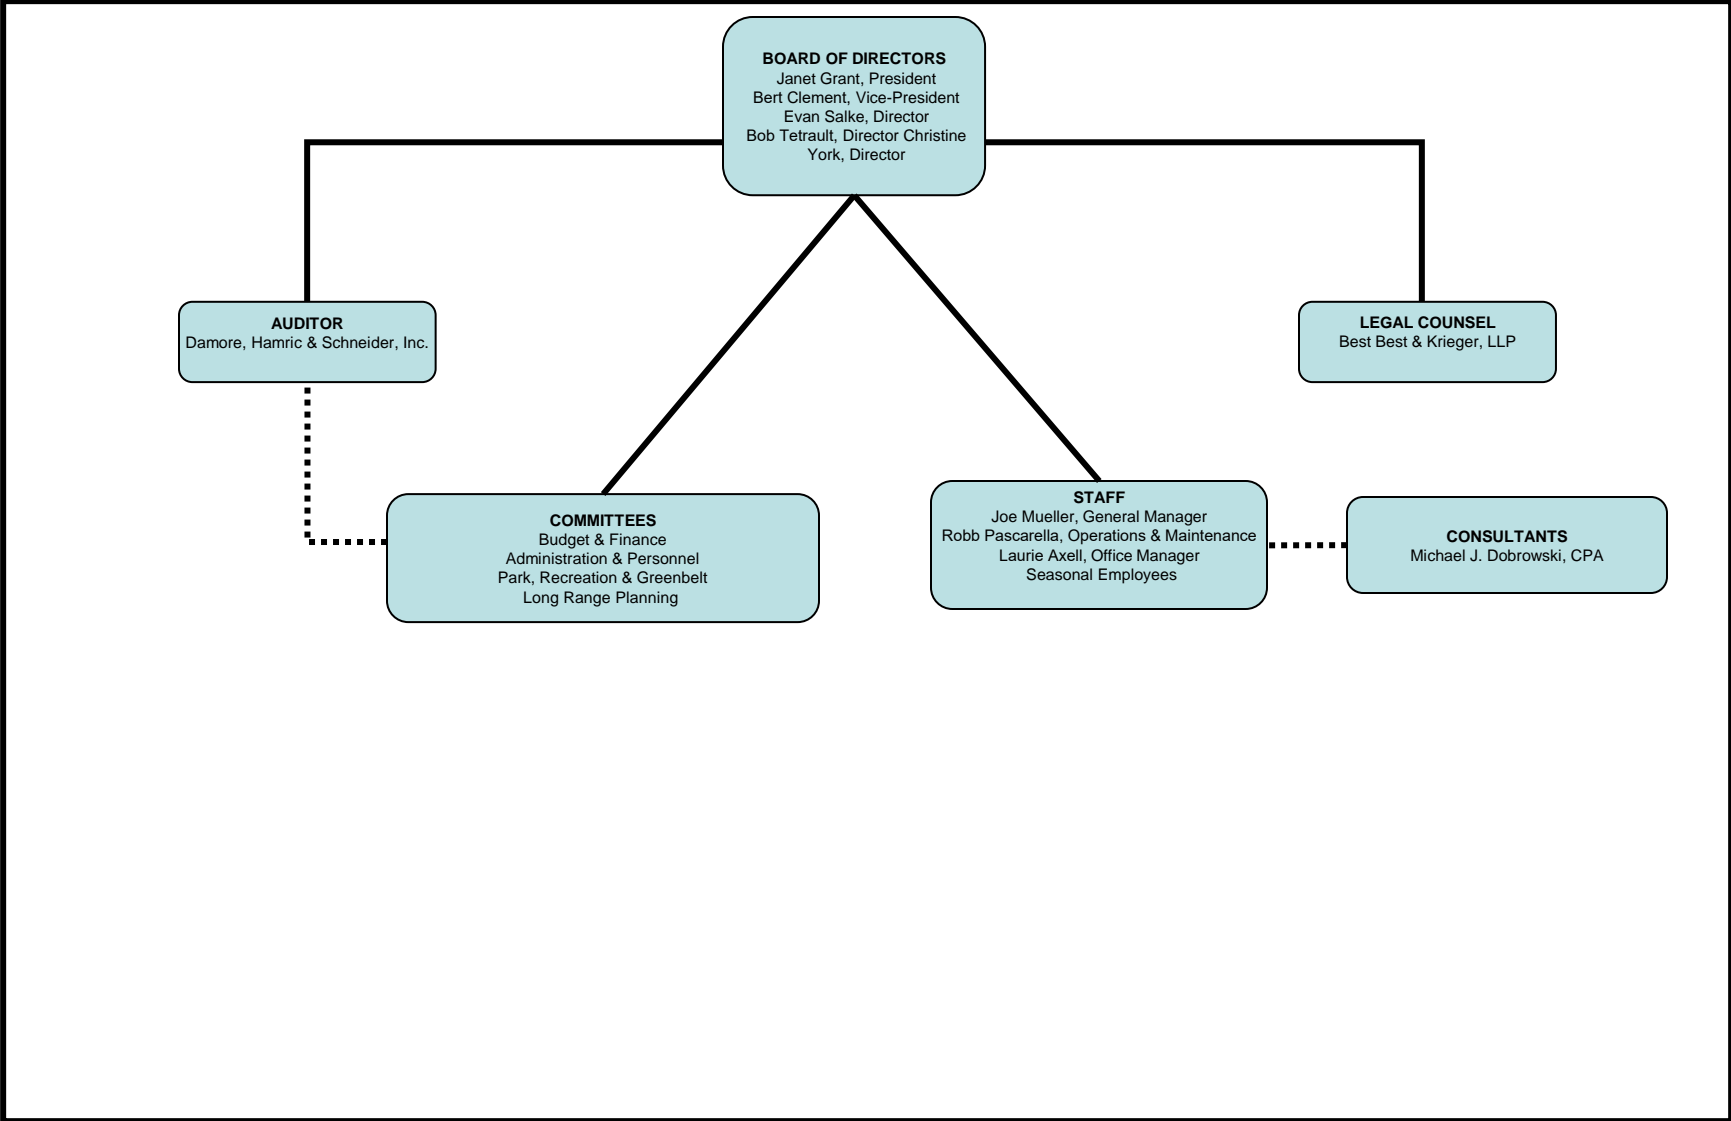 BOARD OF DIRECTORS
Janet Grant, President
Bert Clement, Vice-President
Evan Salke, Director
Bob Tetrault, Director Christine
York, Director
AUDITOR
Damore, Hamric & Schneider, Inc.
LEGAL COUNSEL
Best Best & Krieger, LLP
COMMITTEES
Budget & Finance
Administration & Personnel
Park, Recreation & Greenbelt
Long Range Planning
STAFF
Joe Mueller, General Manager
Robb Pascarella, Operations & Maintenance
Laurie Axell, Office Manager
Seasonal Employees
CONSULTANTS
Michael J. Dobrowski, CPA